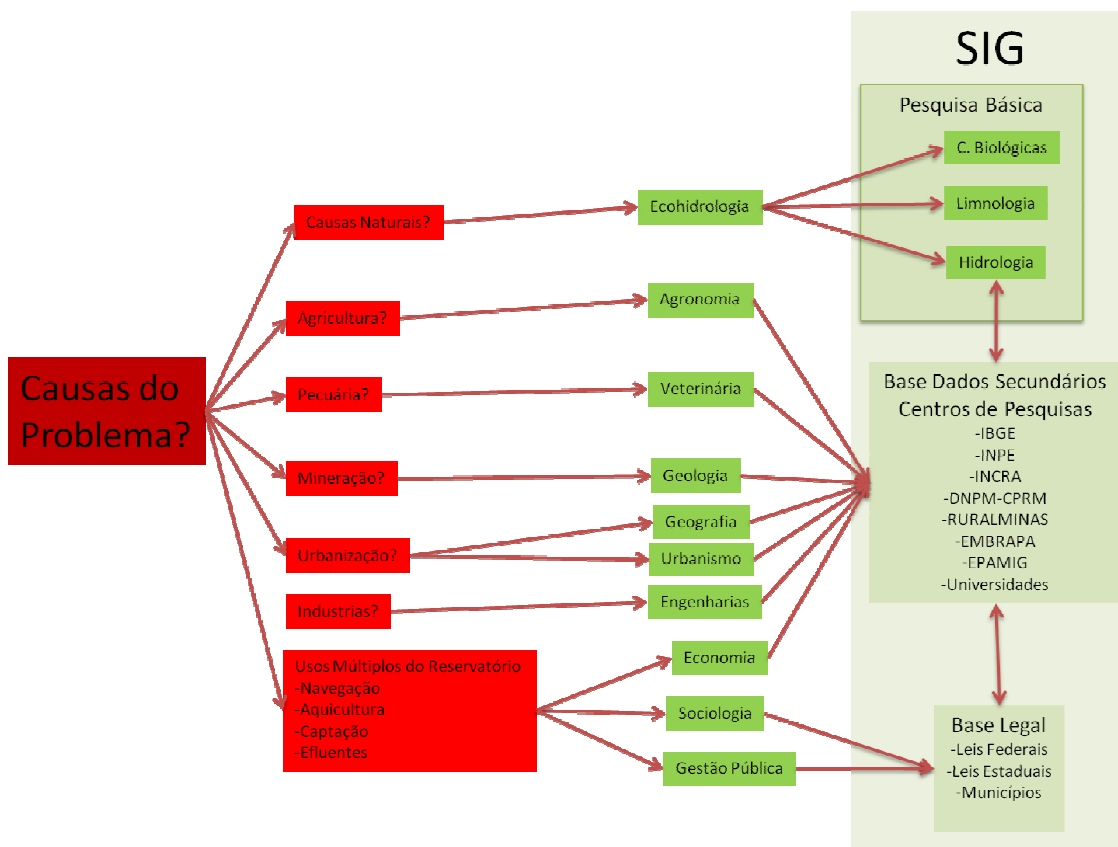 Causas do
Problema?
Causas Naturais?
Agricultura?
Pecuária?
Mineração?
Urbanização?
Industrias?
Usos Múltiplos do Reservatório
-Navegação
-Aquicultura
-Captação
-Efluentes
Ecohidrologia
Agronomia
Veterinária
Geologia
Geografia
Urbanismo
Engenharias
Economia
Sociologia
Gestão Pública
SIG
Pesquisa Básica
C. Biológicas
Limnologia
Hidrologia
Base Dados Secundários
Centros de Pesquisas
-IBGE
-INPE
-INCRA
-DNPM-CPRM
-RURALMINAS
-EMBRAPA
-EPAMIG
-Universidades
Base Legal
-Leis Federais
-Leis Estaduais
-Municípios